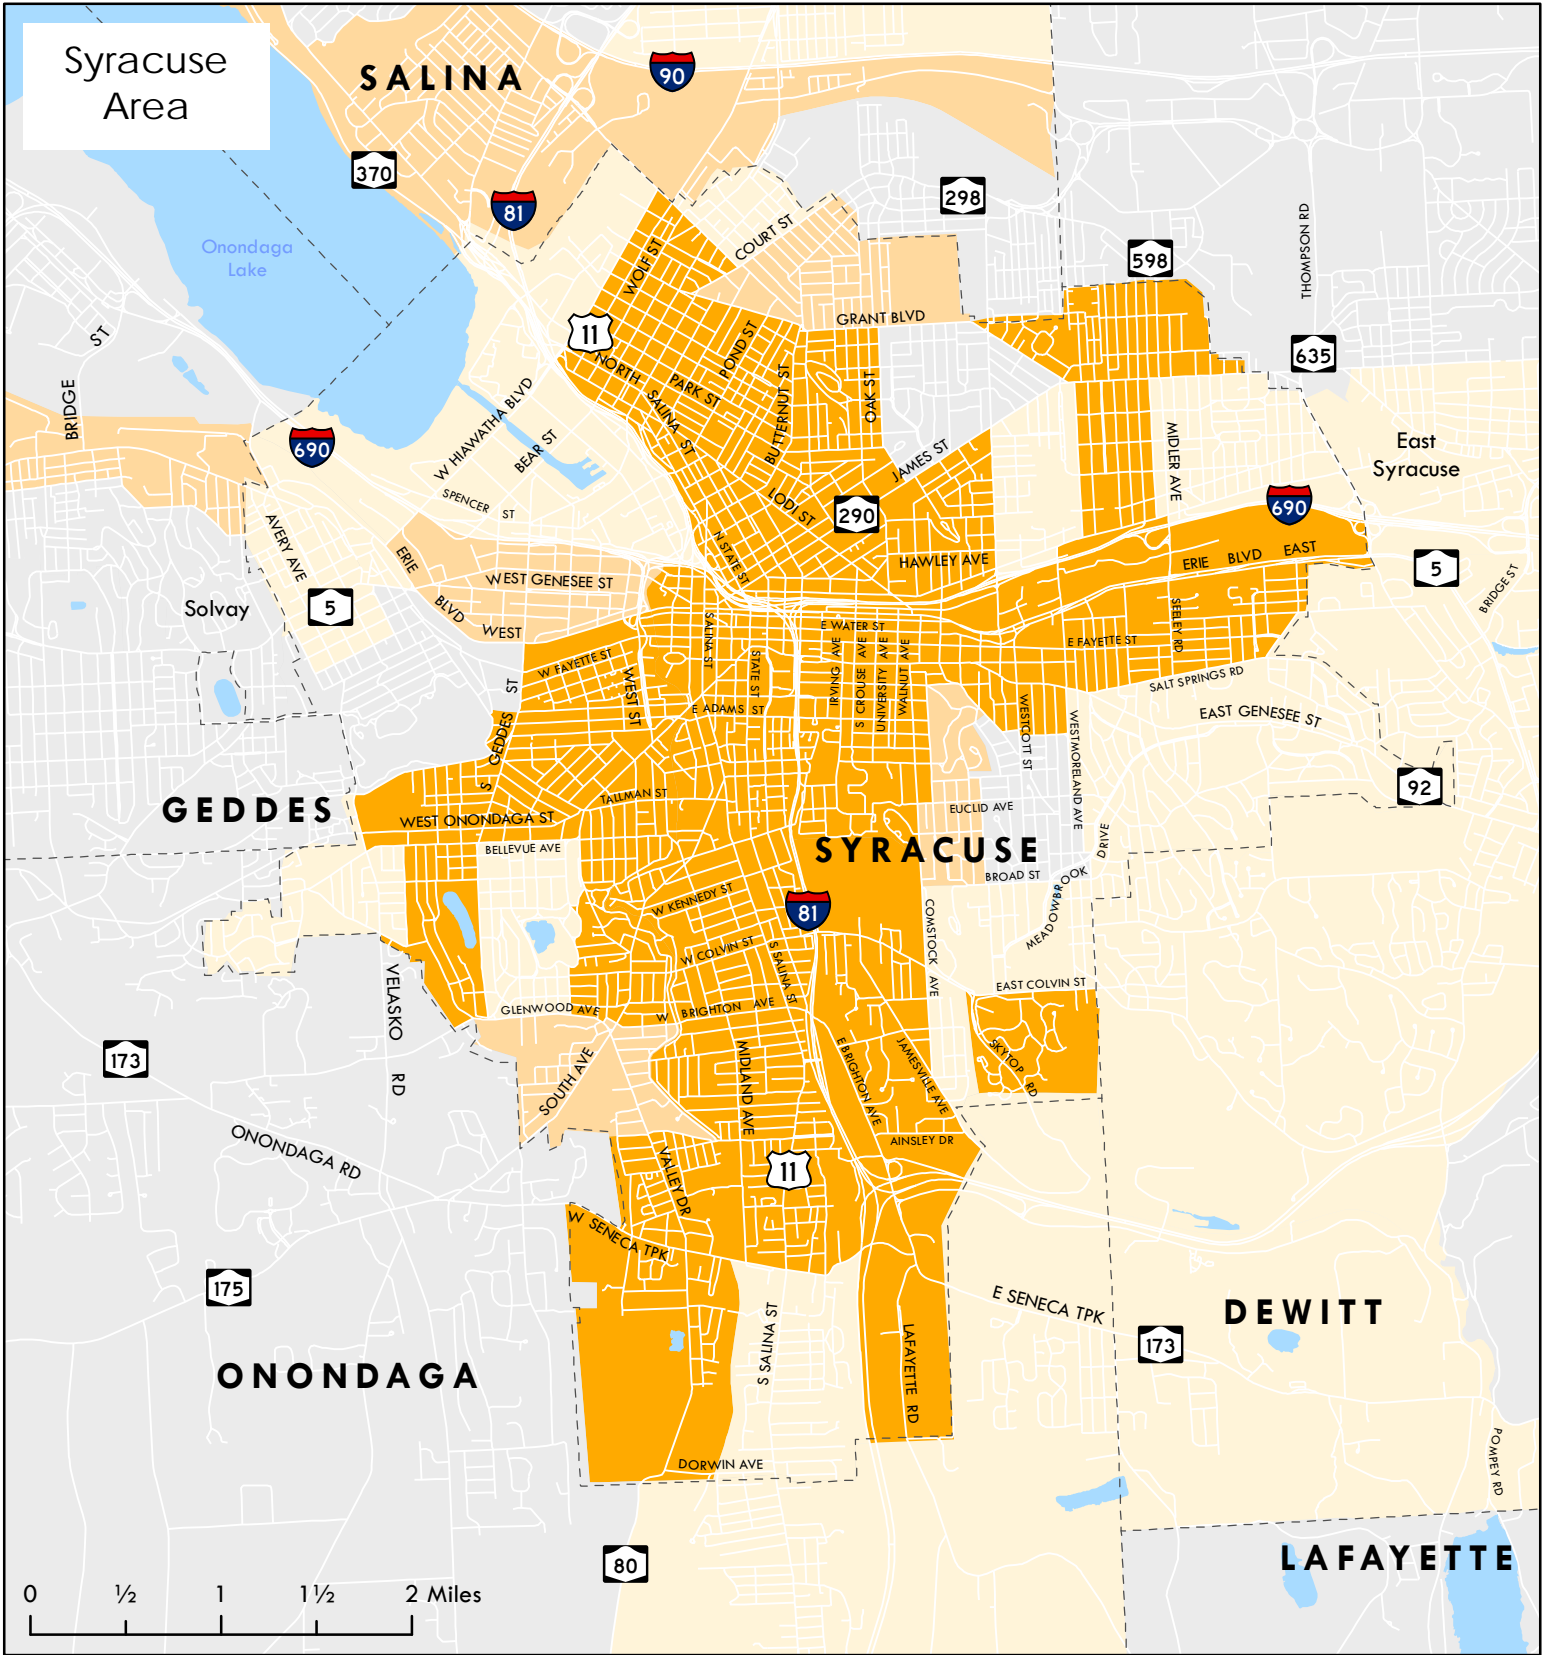 Syracuse
Area
SALINA
90
370
81
298
Onondaga
Lake
COURT ST
WOLF ST
598
THOMPSON RD
11
GRANT BLVD
ST
635
POND ST
NORTH SALINA ST
PARK ST
BUTTERNUT ST
OAK ST
BRIDGE
W HIAWATHA BLVD
BEAR ST
690
JAMES ST
MIDLER AVE
East
Syracuse
SPENCER ST
LODI ST
290
690
AVERY AVE
ERIE BLVD WEST
N STATE ST
HAWLEY AVE
ERIE BLVD EAST
5
WEST GENESEE ST
5
BRIDGE ST
Solvay
SALINA ST
E WATER ST
SEELEY RD
E FAYETTE ST
W FAYETTE ST
WEST ST
STATE ST
IRVING AVE
S CROUSE AVE
UNIVERSITY AVE
WALNUT AVE
SALT SPRINGS RD
S GEDDES ST
E ADAMS ST
WESTCOTT ST
WESTMORELAND AVE
EAST GENESEE ST
92
GEDDES
TALLMAN ST
WEST ONONDAGA ST
EUCLID AVE
BELLEVUE AVE
SYRACUSE
MEADOWBROOK DRIVE
BROAD ST
W KENNEDY ST
81
COMSTOCK AVE
W COLVIN ST
S SALINA ST
VELASKO RD
EAST COLVIN ST
GLENWOOD AVE
W BRIGHTON AVE
173
SOUTH AVE
MIDLAND AVE
E BRIGHTON AVE
JAMESVILLE AVE
SKYTOP RD
ONONDAGA RD
AINSLEY DR
VALLEY DR
11
W SENECA TPK
175
E SENECA TPK
DEWITT
S SALINA ST
LAFAYETTE RD
173
ONONDAGA
DORWIN AVE
POMPEY RD
80
LAFAYETTE
0 ½ 1 1½ 2 Miles